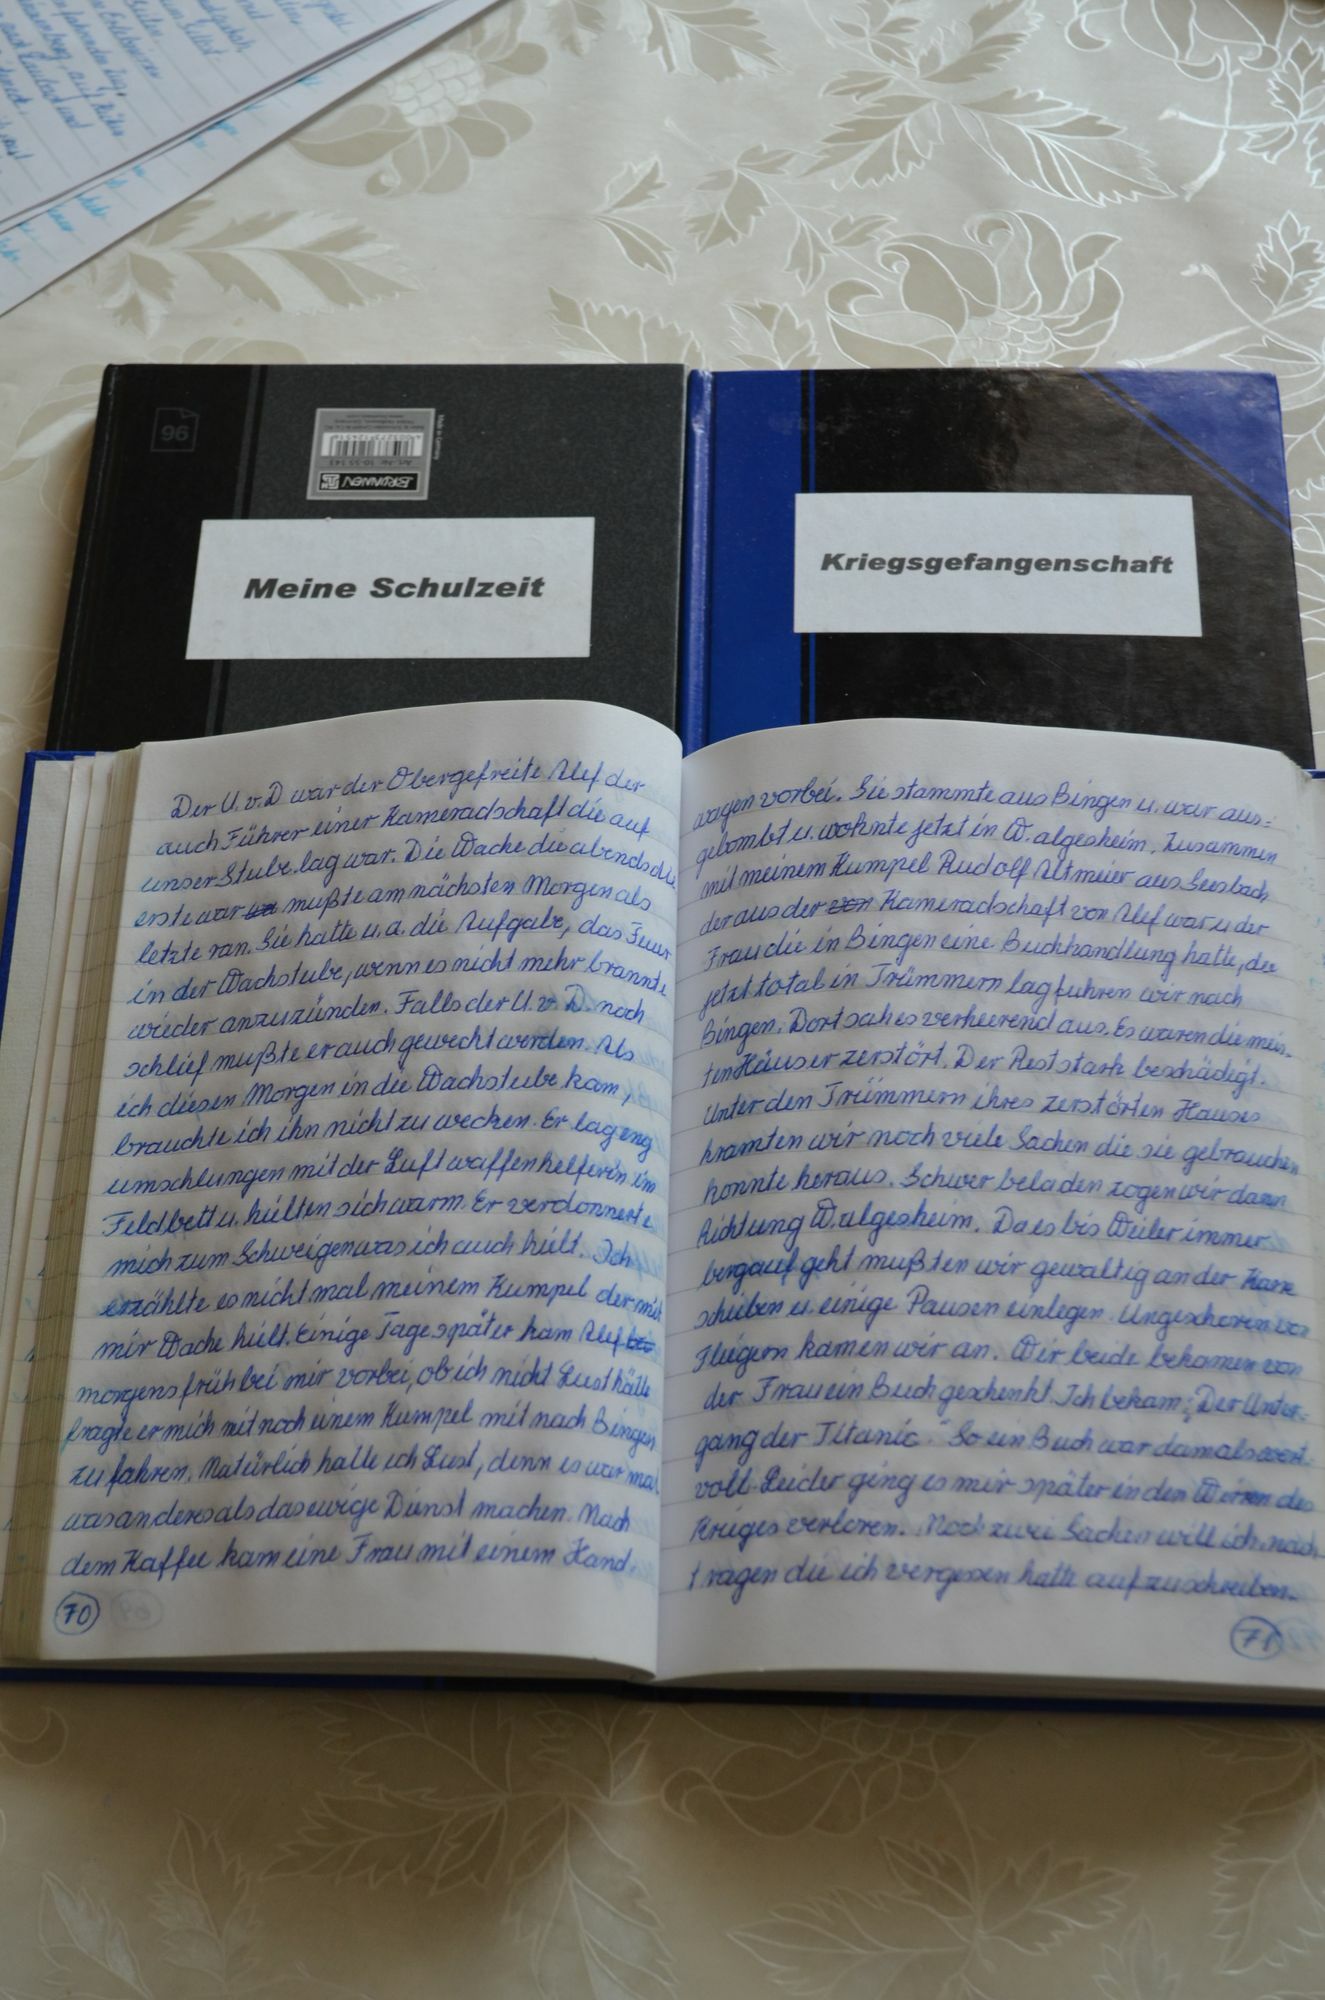 96
Made in Germany
BRUNNEN
Meine Schulzeit
Kriegsgefangenschaft
Der U.v.D war der Obergefreite Alef der
auch Führer einer Kameradschaft die auf
unser Stube lag war. Die Wache die abends die
erste war mußte am nächsten Morgen als
letzte ran. Sie hatte u. a. die Aufgabe, das Feuer
in der Wachstube, wenn es nicht mehr brannte
wieder anzuzünden. Falls der U.v.D. noch
schlief mußte er auch geweckt werden. Als
ich diesen Morgen in die Wachstube kam,
brauchte ich ihn nicht zu wecken. Er lag eng
umschlungen mit der Luftwaffenhelferin im
Feldbett u. hielten sich warm. Er verdonnerte
mich zum Schweigen was ich auch hielt. Ich
erzählte es nicht mal meinem Kumpel der mit
mir Wache hielt. Einige Tage später kam Alef
morgens früh bei mir vorbei, ob ich nicht Lust hätte
fragte er mich mit noch einem Kumpel mit nach Bingen
zu fahren. Natürlich hatte ich Lust, denn es war mal
was anderes als das ewige Dienst machen. Nach
dem Kaffee kam eine Frau mit einem Hand-
70
wagen vorbei. Sie stammte aus Bingen u. war aus-
gebombt u. wohnte jetzt in W.algesheim. Zusammen
mit meinem Kumpel Rudolf Altmeier aus Seesbach
der aus der von Kameradschaft von Alef war u der
Frau die in Bingen eine Buchhandlung hatte, die
jetzt total in Trümmern lag fuhren wir nach
Bingen. Dort sah es verheerend aus. Es waren die meis-
ten Häuser zerstört. Der Rest stark beschädigt.
Unter den Trümmern ihres zerstörten Hauses
kramten wir noch viele Sachen die sie gebrauchen
konnte heraus. Schwer beladen zogen wir dann
Richtung W.algesheim. Da es bis Weiler immer
bergauf geht mußten wir gewaltig an der Karre
schieben u. einige Pausen einlegen. Ungeschoren von
Fliegern kamen wir an. Wir beide bekamen von
der Frau ein Buch geschenkt. Ich bekam: „Der Unter-
gang der Titanic." So ein Buch war damals wert-
voll. Leider ging es mir später in den Wirren des
Krieges verloren. Noch zwei Sachen will ich nach-
tragen die ich vergessen hatte aufzuschreiben.
71